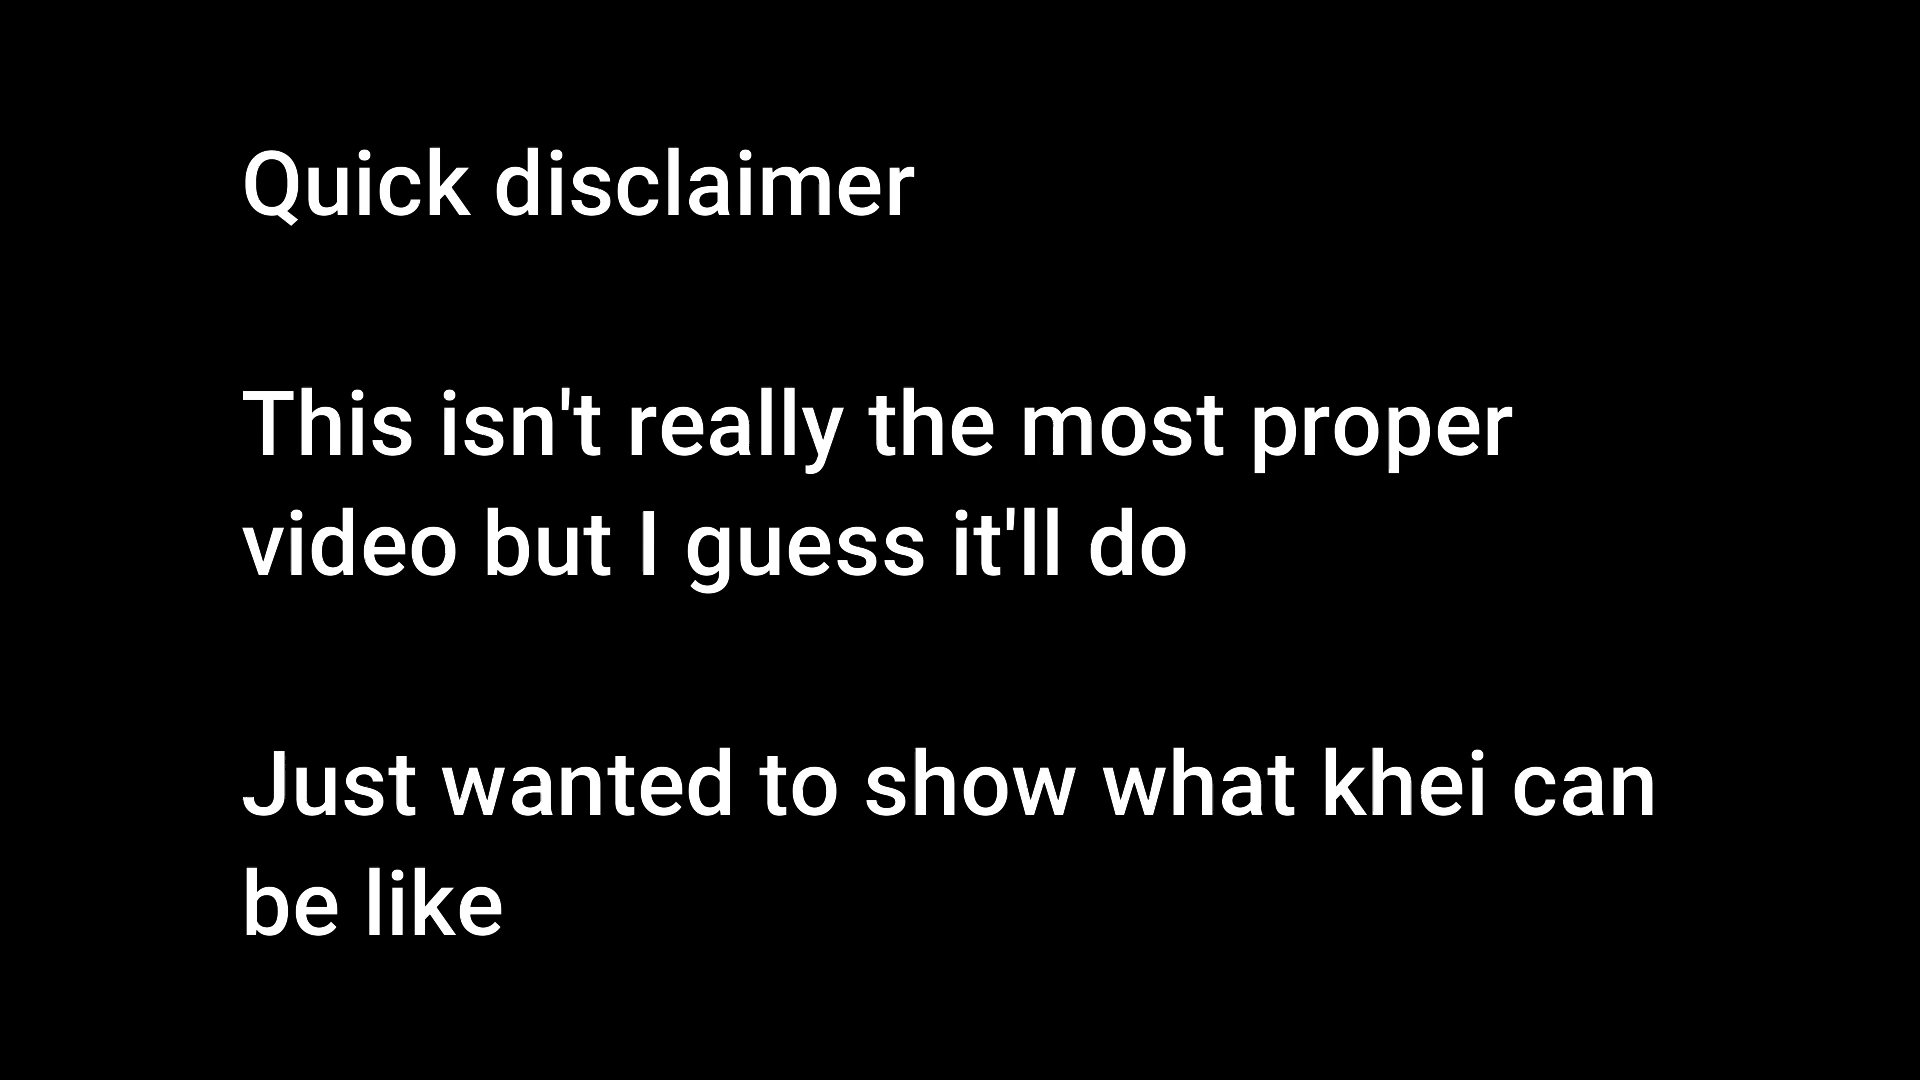 Quick disclaimer
This isn't really the most proper
video but I guess it'll do
Just wanted to show what khei can
be like